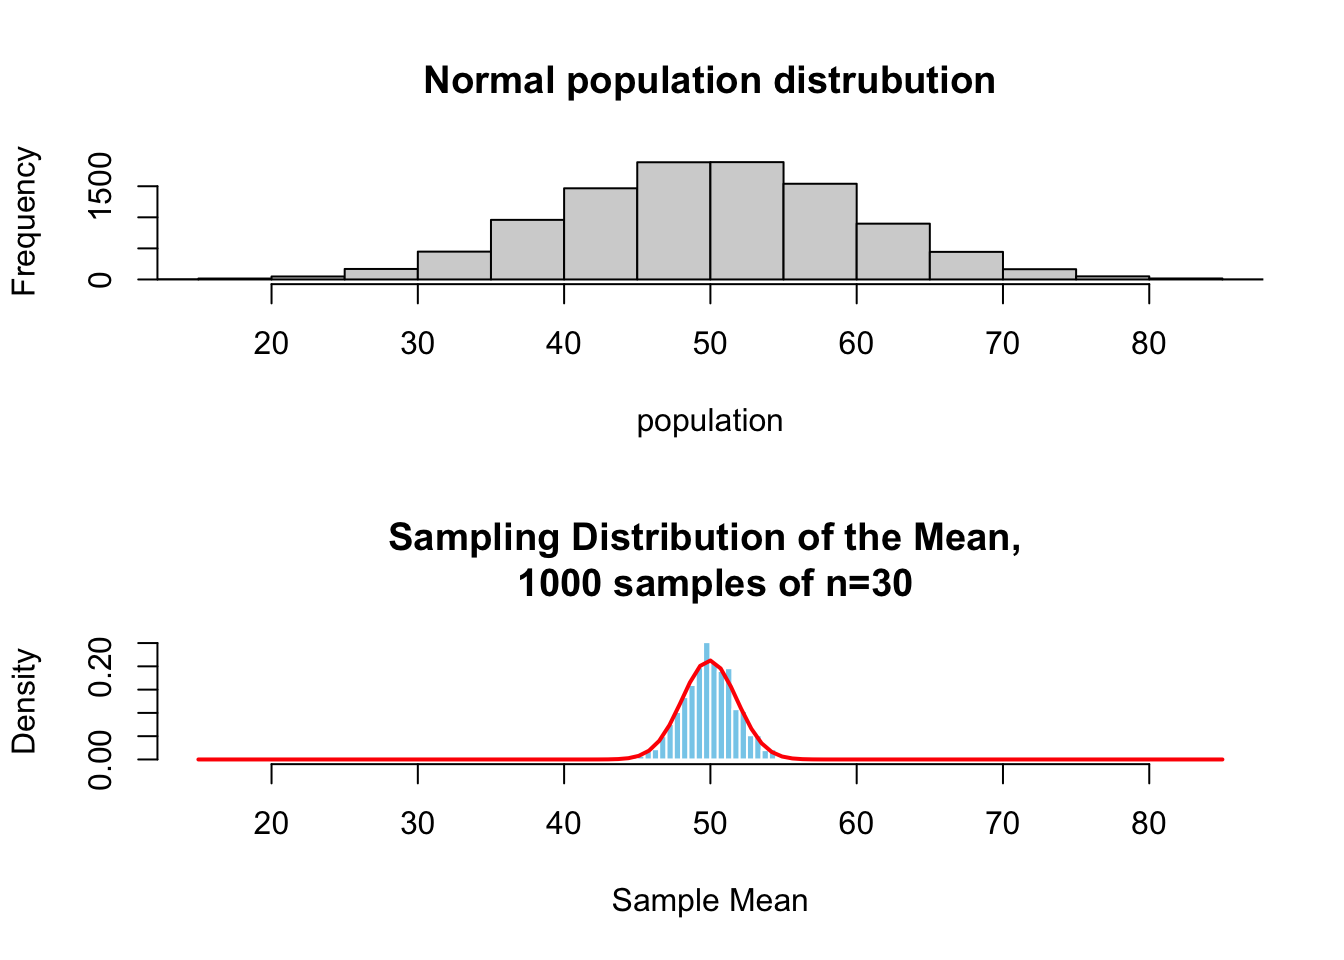 Normal population distrubution
Frequency
1500
0
20 30 40 50 60 70 80
population
Sampling Distribution of the Mean,
1000 samples of n=30
Density
0.20
0.00
20 30 40 50 60 70 80
Sample Mean